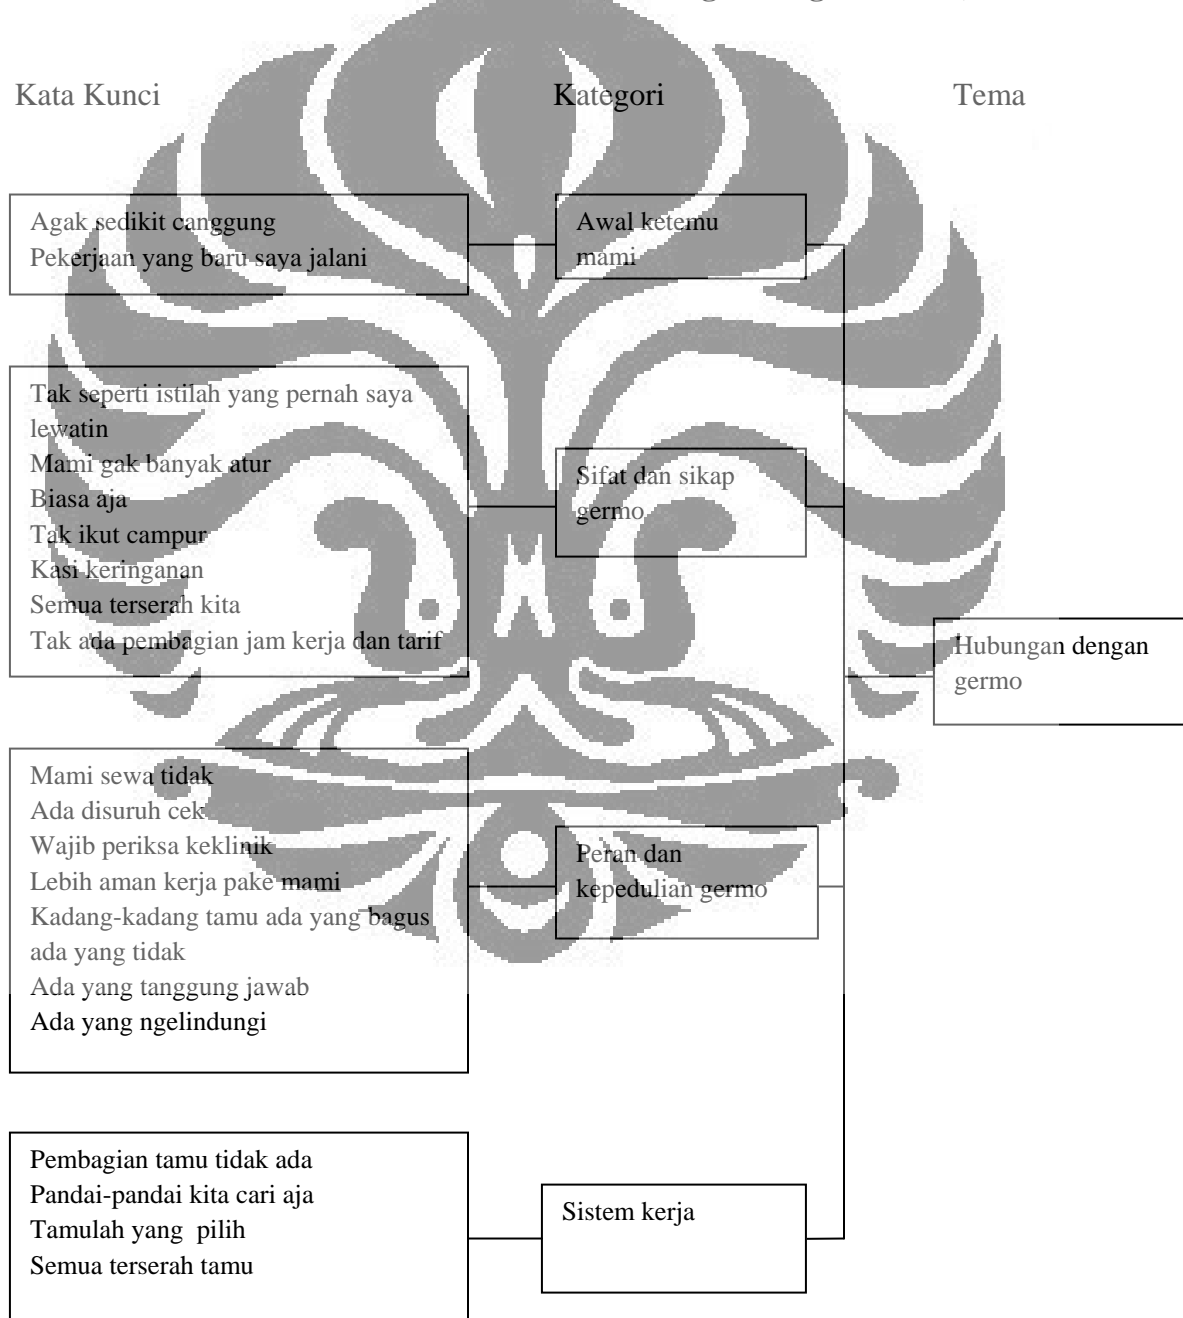 Kata Kunci
Kategori
Tema
Agak sedikit canggung
Pekerjaan yang baru saya jalani
Awal ketemu
mami
Tak seperti istilah yang pernah saya
lewatin
Mami gak banyak atur
Biasa aja
Tak ikut campur
Kasi keringanan
Semua terserah kita
Tak ada pembagian jam kerja dan tarif
Sifat dan sikap
germo
Mami sewa tidak
Ada disuruh cek
Wajib periksa keklinik
Lebih aman kerja pake mami
Kadang-kadang tamu ada yang bagus
ada yang tidak
Ada yang tanggung jawab
Ada yang ngelindungi
Peran dan
kepedulian germo
Pembagian tamu tidak ada
Pandai-pandai kita cari aja
Tamulah yang  pilih
Semua terserah tamu
Sistem kerja
Hubungan dengan
germo